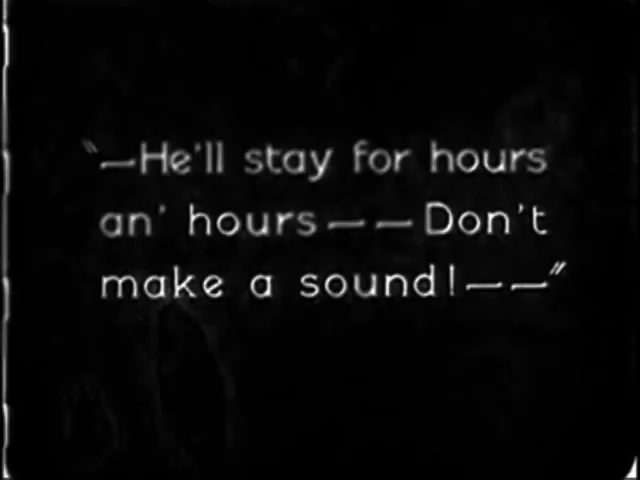 "—He'll stay for hours
an' hours — — Don't
make a sound! — —"